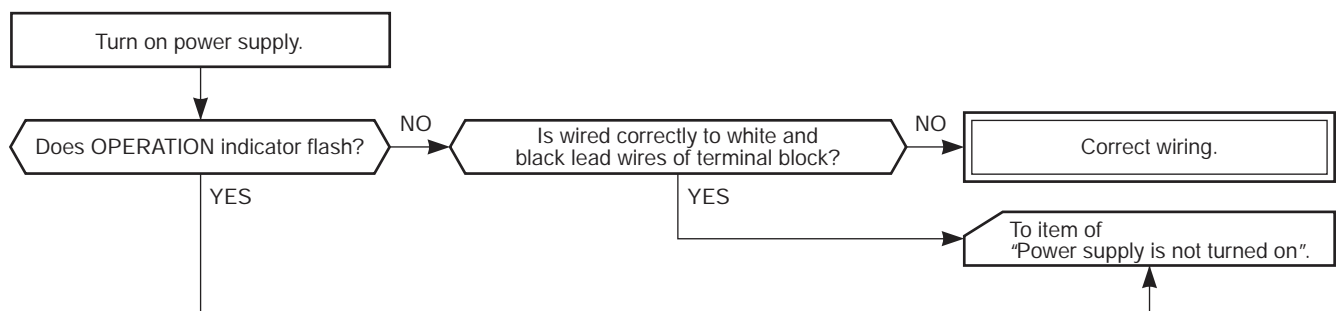 Turn on power supply.
Does OPERATION indicator flash?
NO
Is wired correctly to white and
black lead wires of terminal block?
NO
Correct wiring.
YES
YES
To item of
“Power supply is not turned on”.